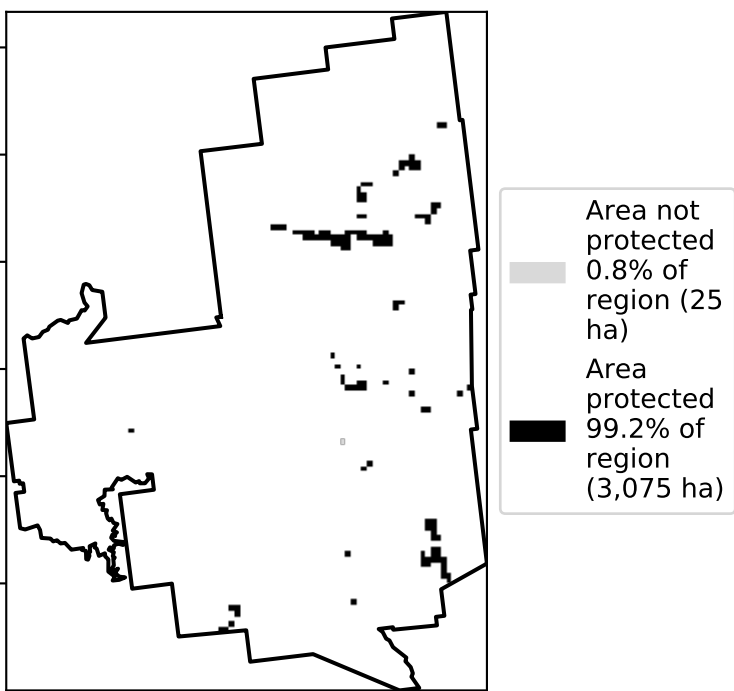 Area not
protected
0.8% of
region (25
ha)
Area
protected
99.2% of
region
(3,075 ha)